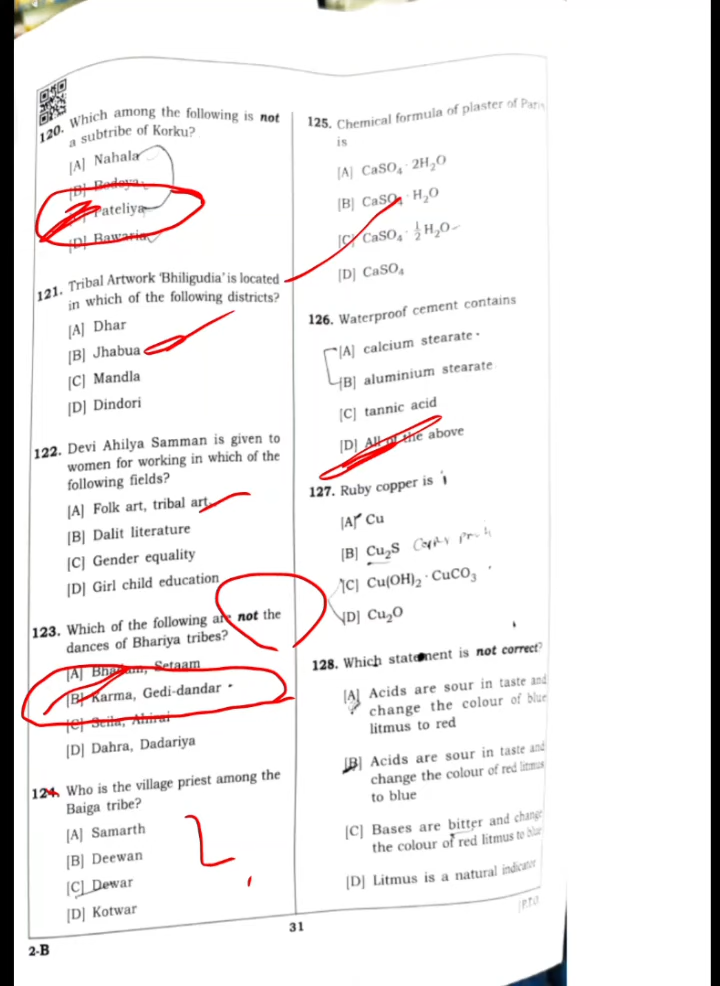 120. Which among the following is not
a subtribe of Korku?
[A] Nahala
[B] Bodoya
Pateliya
[D] Bawaria
121. Tribal Artwork 'Bhiligudia' is located
in which of the following districts?
[A] Dhar
[B] Jhabua
[C] Mandla
[D] Dindori
122. Devi Ahilya Samman is given to
women for working in which of the
following fields?
[A] Folk art, tribal art
[B] Dalit literature
[C] Gender equality
[D] Girl child education
123. Which of the following are not the
dances of Bhariya tribes?
[A] Setaam
[B] Karma, Gedi-dandar
[C] Seila, Ahirai
[D] Dahra, Dadariya
124. Who is the village priest among the
Baiga tribe?
[A] Samarth
[B] Deewan
[C] Dewar
[D] Kotwar
125. Chemical formula of plaster of Paris
is
[A] CaSO₄ · 2H₂O
[B] CaSO₄ · H₂O
[C] CaSO₄ · ½H₂O
[D] CaSO₄
126. Waterproof cement contains
[A] calcium stearate
[B] aluminium stearate
[C] tannic acid
[D] All of the above
127. Ruby copper is
[A] Cu
[B] Cu₂S
[C] Cu(OH)₂ · CuCO₃
[D] Cu₂O
128. Which statement is not correct?
[A] Acids are sour in taste and
change the colour of blue
litmus to red
[B] Acids are sour in taste and
change the colour of red litmus
to blue
[C] Bases are bitter and change
the colour of red litmus to blue
[D] Litmus is a natural indicator
[P.T.O.
31
2-B